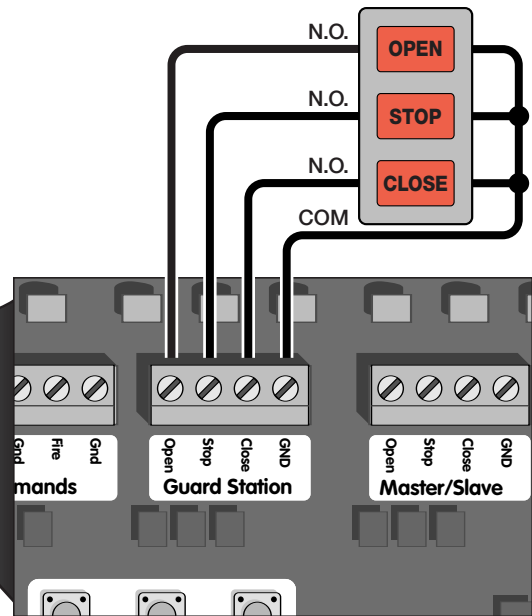 N.O.
OPEN
N.O.
STOP
N.O.
CLOSE
COM
Gnd
Fire
Gnd
mands
Open
Stop
Close
GND
Guard Station
Open
Stop
Close
GND
Master/Slave